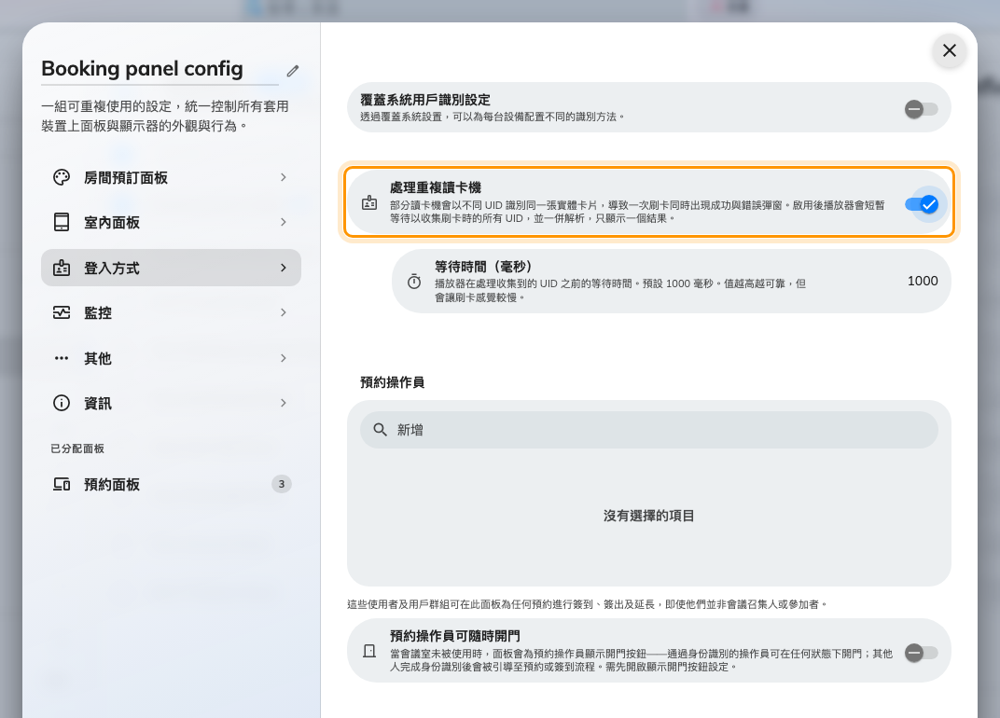 Booking panel config
一組可重複使用的設定，統一控制所有套用
裝置上面板與顯示器的外觀與行為。
房間預訂面板
室內面板
登入方式
監控
其他
資訊
已分配面板
預約面板
3
覆蓋系統用戶識別設定
透過覆蓋系統設置，可以為每台設備配置不同的識別方法。
處理重複讀卡機
部分讀卡機會以不同 UID 識別同一張實體卡片，導致一次刷卡同時出現成功與錯誤彈窗。啟用後播放器會短暫
等待以收集刷卡時的所有 UID，並一併解析，只顯示一個結果。
等待時間（毫秒）
播放器在處理收集到的 UID 之前的等待時間。預設 1000 毫秒。值越高越可靠，但
會讓刷卡感覺較慢。
1000
預約操作員
新增
沒有選擇的項目
這些使用者及用戶群組可在此面板為任何預約進行簽到、簽出及延長，即使他們並非會議召集人或參加者。
預約操作員可隨時開門
當會議室未被使用時，面板會為預約操作員顯示開門按鈕——通過身份識別的操作員可在任何狀態下開門；其他
人完成身份識別後會被引導至預約或簽到流程。需先開啟顯示開門按鈕設定。